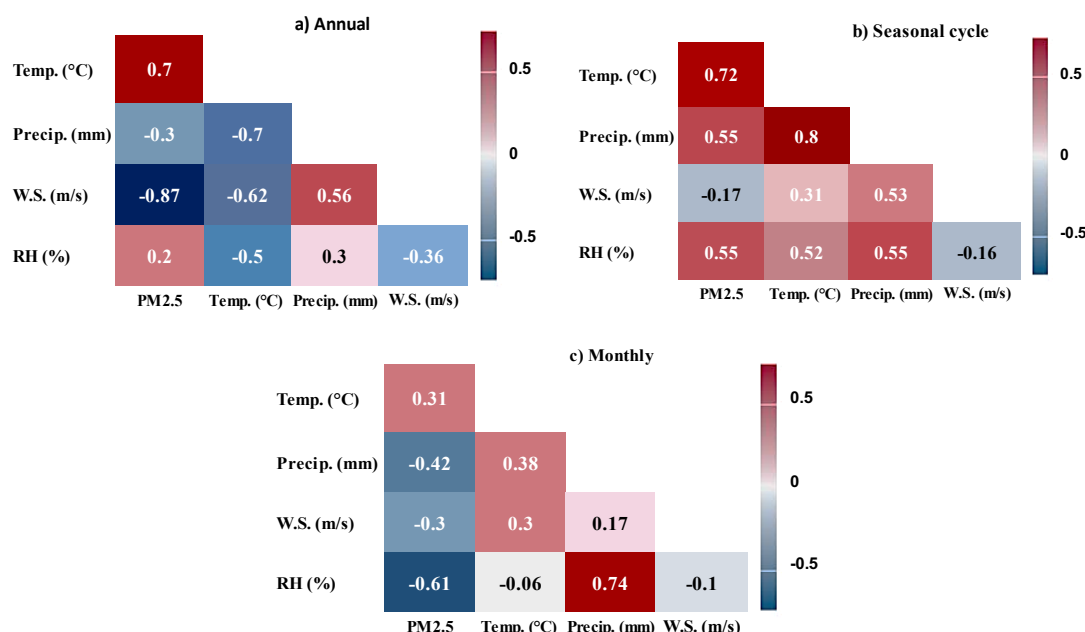 a) Annual
Temp. (°C) 0.7
Precip. (mm) -0.3 -0.7
W.S. (m/s) -0.87 -0.62 0.56
RH (%) 0.2 -0.5 0.3 -0.36
PM2.5 Temp. (°C) Precip. (mm) W.S. (m/s)
0.5
0
-0.5
b) Seasonal cycle
Temp. (°C) 0.72
Precip. (mm) 0.55 0.8
W.S. (m/s) -0.17 0.31 0.53
RH (%) 0.55 0.52 0.55 -0.16
PM2.5 Temp. (°C) Precip. (mm) W.S. (m/s)
0.5
0
-0.5
c) Monthly
Temp. (°C) 0.31
Precip. (mm) -0.42 0.38
W.S. (m/s) -0.3 0.3 0.17
RH (%) -0.61 -0.06 0.74 -0.1
PM2.5 Temp. (°C) Precip. (mm) W.S. (m/s)
0.5
0
-0.5